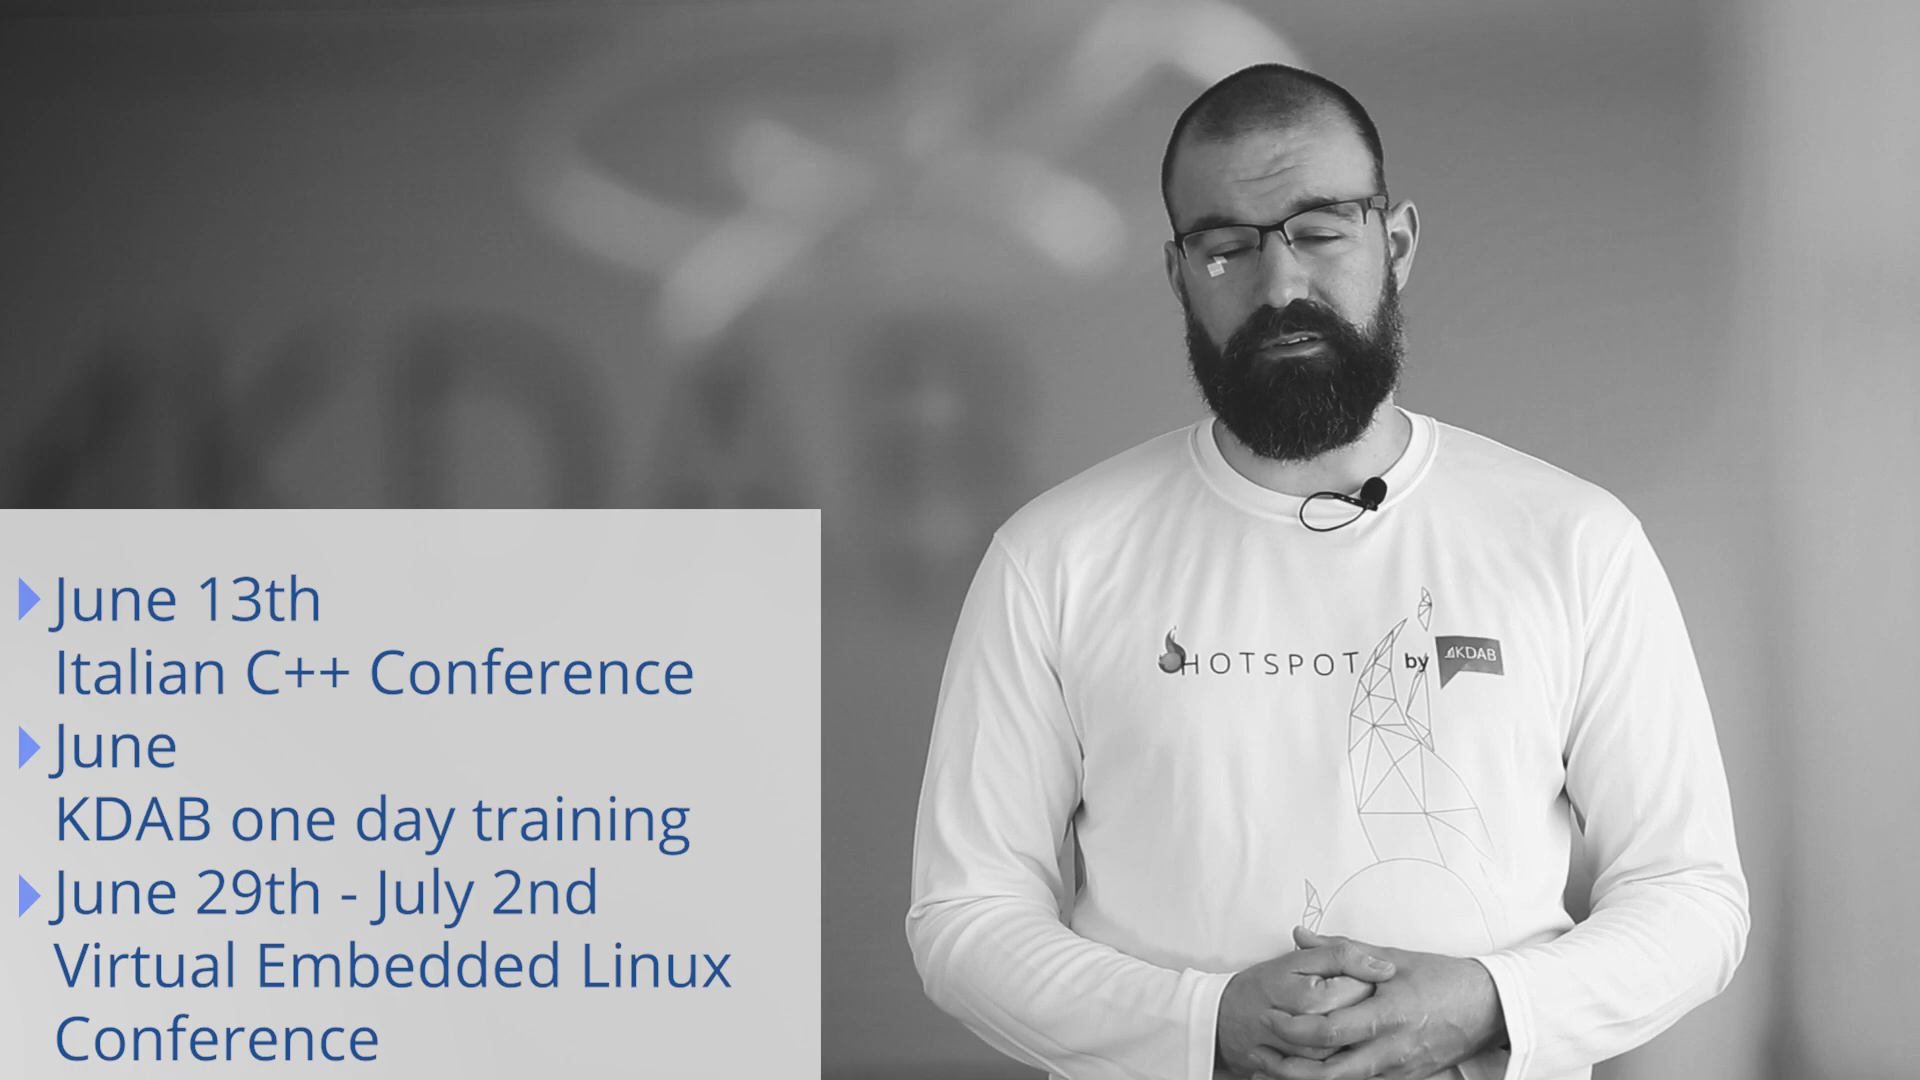 KDAB
June 13th
Italian C++ Conference
June
KDAB one day training
June 29th - July 2nd
Virtual Embedded Linux
Conference
HOTSPOT by KDAB